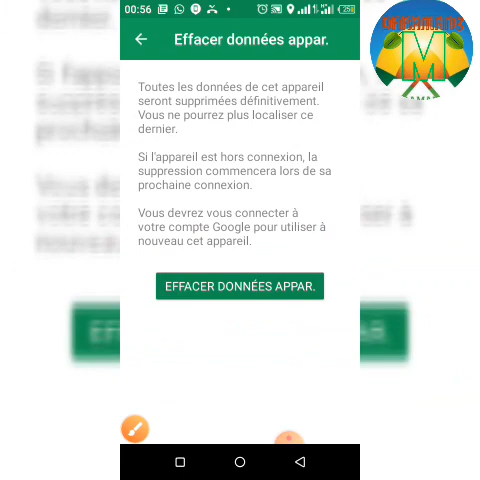 00:56
Effacer données appar.
Toutes les données de cet appareil
seront supprimées définitivement.
Vous ne pourrez plus localiser ce
dernier.
Si l'appareil est hors connexion, la
suppression commencera lors de sa
prochaine connexion.
Vous devrez vous connecter à
votre compte Google pour utiliser à
nouveau cet appareil.
EFFACER DONNÉES APPAR.
M